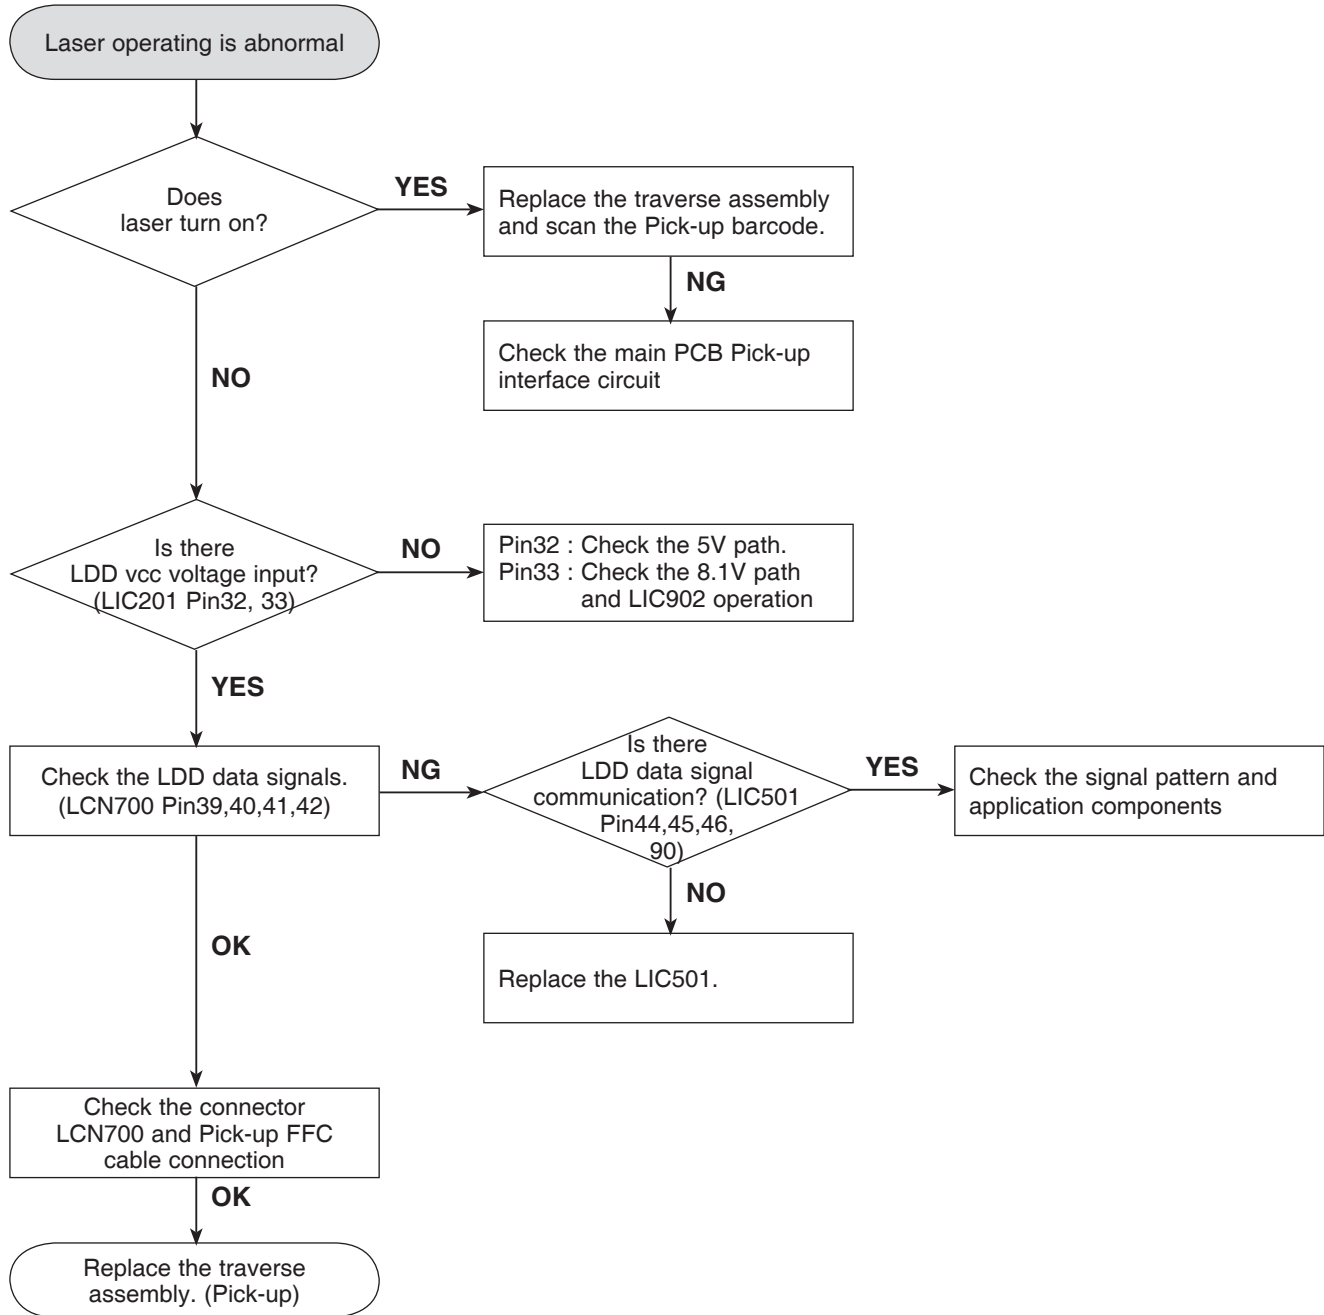 Laser operating is abnormal
Does
laser turn on?
YES
Replace the traverse assembly
and scan the Pick-up barcode.
NG
Check the main PCB Pick-up
interface circuit
NO
Is there
LDD vcc voltage input?
(LIC201 Pin32, 33)
NO
Pin32 : Check the 5V path.
Pin33 : Check the 8.1V path
and LIC902 operation
YES
Check the LDD data signals.
(LCN700 Pin39,40,41,42)
NG
Is there
LDD data signal
communication? (LIC501
Pin44,45,46,
90)
YES
Check the signal pattern and
application components
NO
Replace the LIC501.
OK
Check the connector
LCN700 and Pick-up FFC
cable connection
OK
Replace the traverse
assembly. (Pick-up)